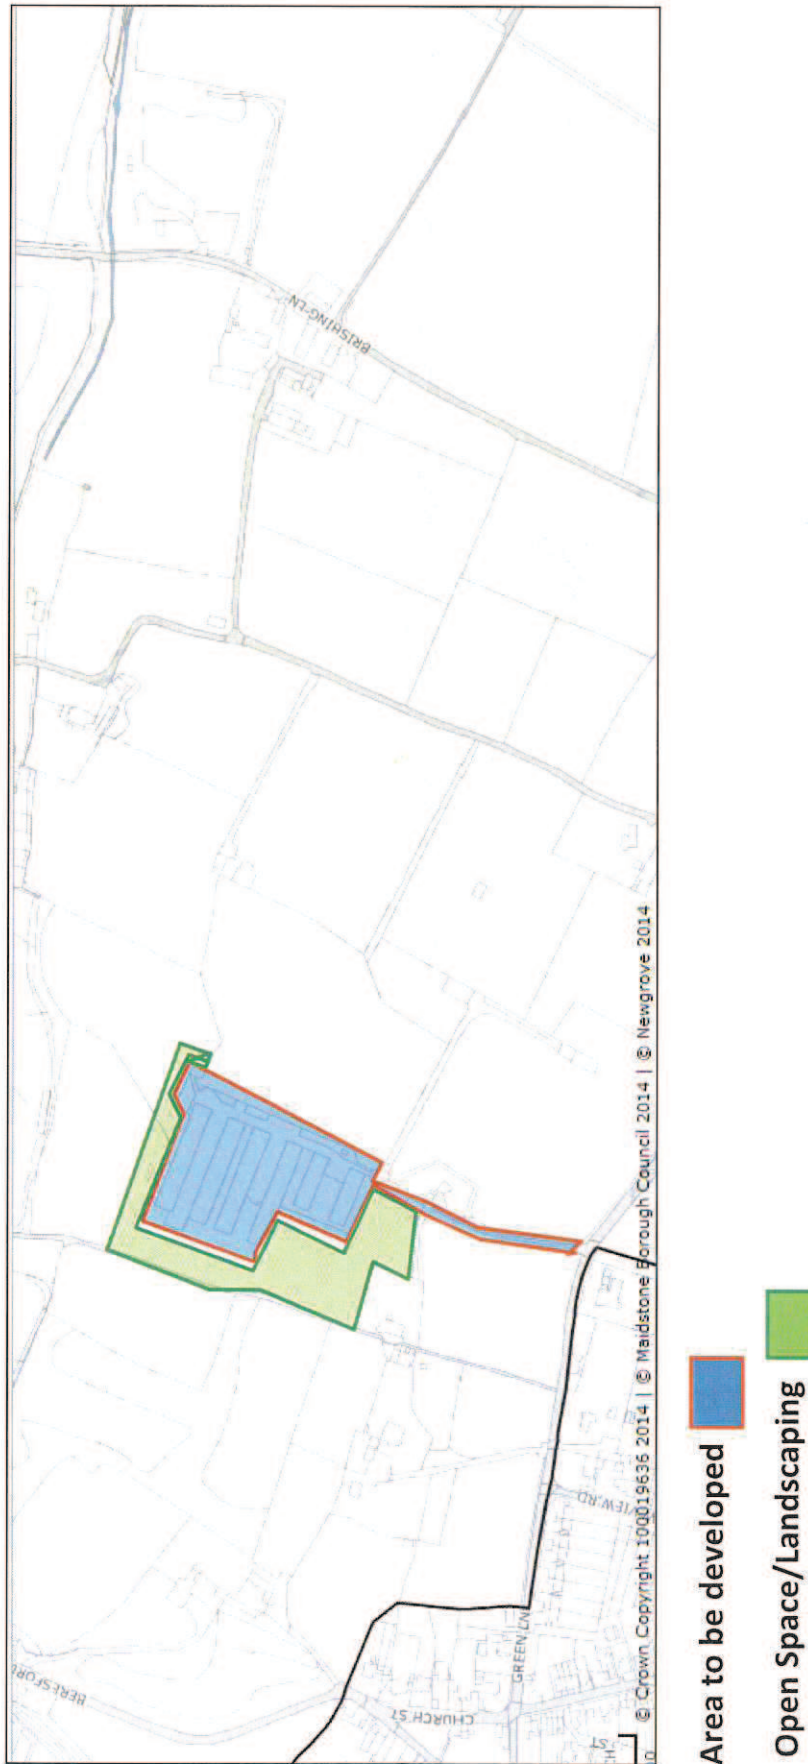 BERESFORD
CHURCH ST
GREEN LN
VIEW RD
BRISHING LN
© Crown Copyright 100019636 2014 | © Maidstone Borough Council 2014 | © Newgrove 2014
Area to be developed
Open Space/Landscaping